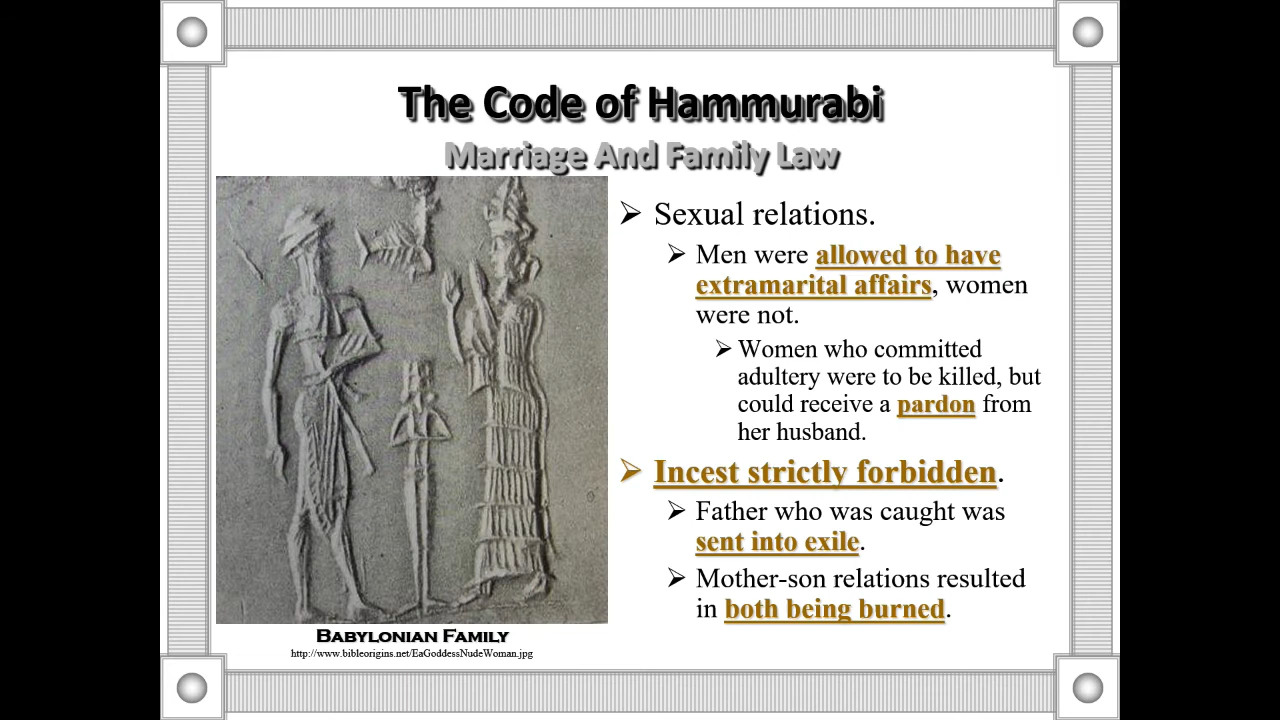 The Code of Hammurabi
Marriage And Family Law
➢ Sexual relations.
➢ Men were allowed to have
extramarital affairs, women
were not.
➢ Women who committed
adultery were to be killed, but
could receive a pardon from
her husband.
➢ Incest strictly forbidden.
➢ Father who was caught was
sent into exile.
➢ Mother-son relations resulted
in both being burned.
Babylonian Family
http://www.bibleorigins.net/EaGoddessNudeWoman.jpg